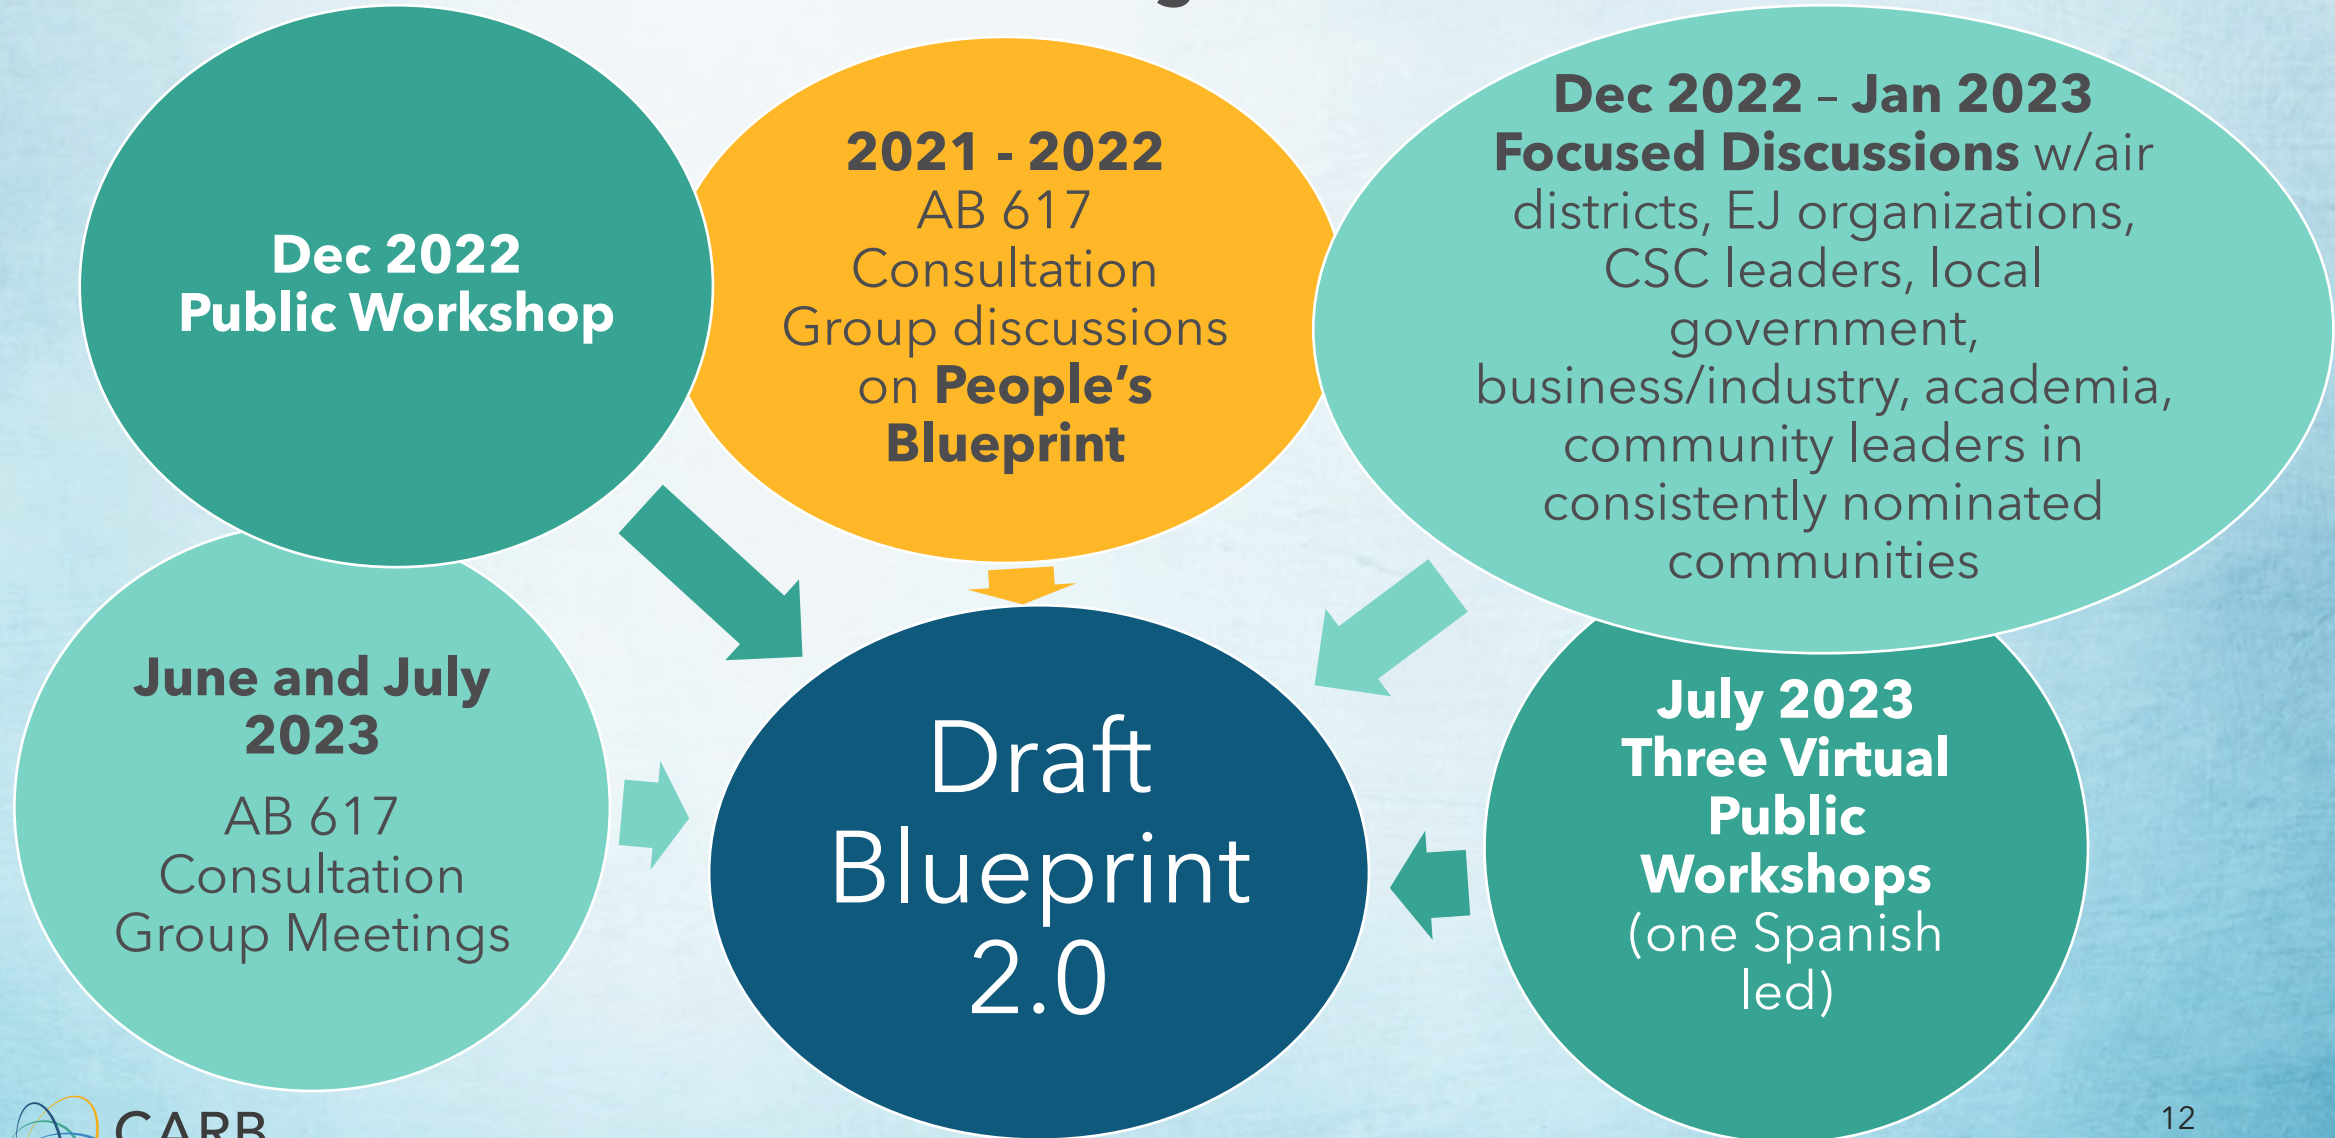 Dec 2022
Public Workshop
2021 - 2022
AB 617
Consultation
Group discussions
on People’s
Blueprint
Dec 2022 – Jan 2023
Focused Discussions w/air
districts, EJ organizations,
CSC leaders, local
government,
business/industry, academia,
community leaders in
consistently nominated
communities
June and July
2023
AB 617
Consultation
Group Meetings
Draft
Blueprint
2.0
July 2023
Three Virtual
Public
Workshops
(one Spanish
led)
CARB
12